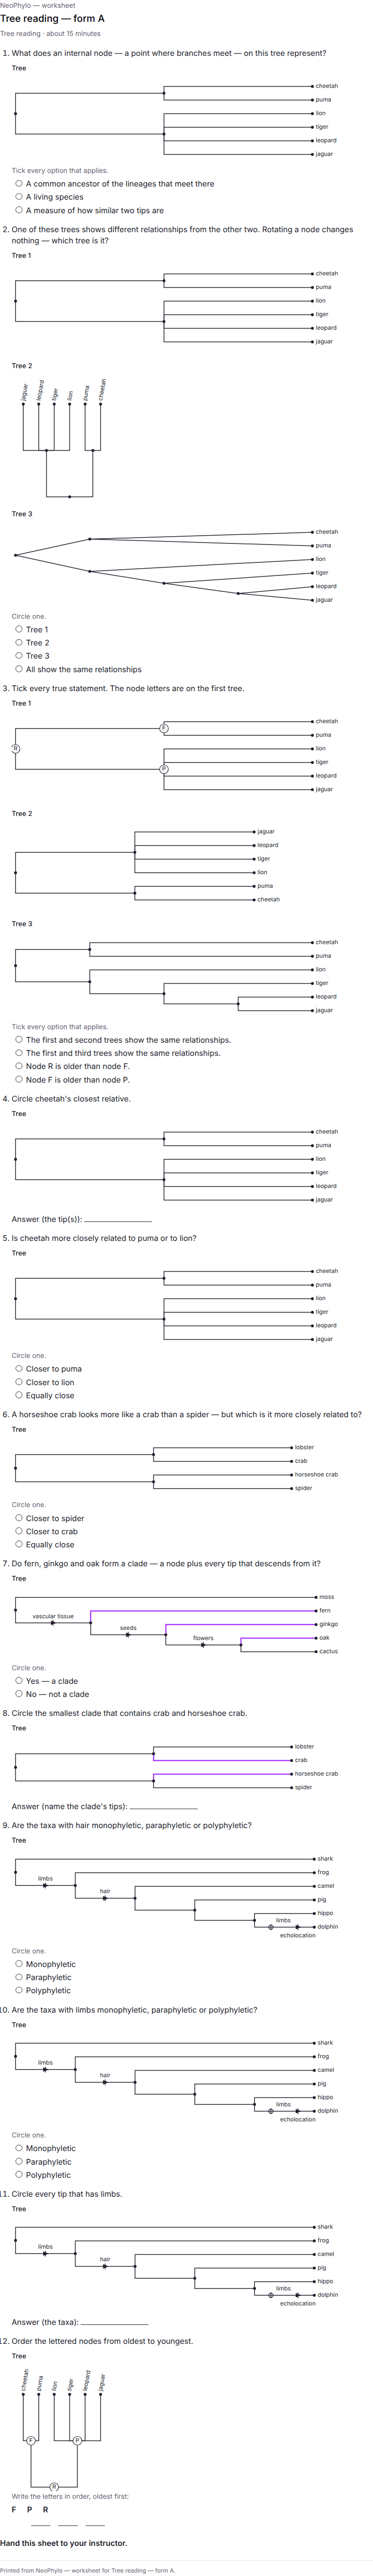 NeoPhylo — worksheet
Tree reading — form A
Tree reading · about 15 minutes
1. What does an internal node — a point where branches meet — on this tree represent?
Tree
cheetah
puma
lion
tiger
leopard
jaguar
Tick every option that applies.
A common ancestor of the lineages that meet there
A living species
A measure of how similar two tips are
2. One of these trees shows different relationships from the other two. Rotating a node changes
nothing — which tree is it?
Tree 1
cheetah
puma
lion
tiger
leopard
jaguar
Tree 2
jaguar
leopard
tiger
lion
puma
cheetah
Tree 3
cheetah
puma
lion
tiger
leopard
jaguar
Circle one.
Tree 1
Tree 2
Tree 3
All show the same relationships
3. Tick every true statement. The node letters are on the first tree.
Tree 1
cheetah
F
puma
lion
R
tiger
P
leopard
jaguar
Tree 2
jaguar
leopard
tiger
lion
puma
cheetah
Tree 3
cheetah
puma
lion
tiger
leopard
jaguar
Tick every option that applies.
The first and second trees show the same relationships.
The first and third trees show the same relationships.
Node R is older than node F.
Node F is older than node P.
4. Circle cheetah's closest relative.
Tree
cheetah
puma
lion
tiger
leopard
jaguar
Answer (the tip(s)):
5. Is cheetah more closely related to puma or to lion?
Tree
cheetah
puma
lion
tiger
leopard
jaguar
Circle one.
Closer to puma
Closer to lion
Equally close
6. A horseshoe crab looks more like a crab than a spider — but which is it more closely related to?
Tree
lobster
crab
horseshoe crab
spider
Circle one.
Closer to spider
Closer to crab
Equally close
7. Do fern, ginkgo and oak form a clade — a node plus every tip that descends from it?
Tree
moss
fern
vascular tissue
ginkgo
seeds
oak
flowers
cactus
Circle one.
Yes — a clade
No — not a clade
8. Circle the smallest clade that contains crab and horseshoe crab.
Tree
lobster
crab
horseshoe crab
spider
Answer (name the clade's tips):
9. Are the taxa with hair monophyletic, paraphyletic or polyphyletic?
Tree
shark
frog
limbs
camel
hair
pig
hippo
limbs
dolphin
echolocation
Circle one.
Monophyletic
Paraphyletic
Polyphyletic
10. Are the taxa with limbs monophyletic, paraphyletic or polyphyletic?
Tree
shark
frog
limbs
camel
hair
pig
hippo
limbs
dolphin
echolocation
Circle one.
Monophyletic
Paraphyletic
Polyphyletic
11. Circle every tip that has limbs.
Tree
shark
frog
limbs
camel
hair
pig
hippo
limbs
dolphin
echolocation
Answer (the taxa):
12. Order the lettered nodes from oldest to youngest.
Tree
cheetah
puma
lion
tiger
leopard
jaguar
F
P
R
Write the letters in order, oldest first:
F P R
Hand this sheet to your instructor.
Printed from NeoPhylo — worksheet for Tree reading — form A.